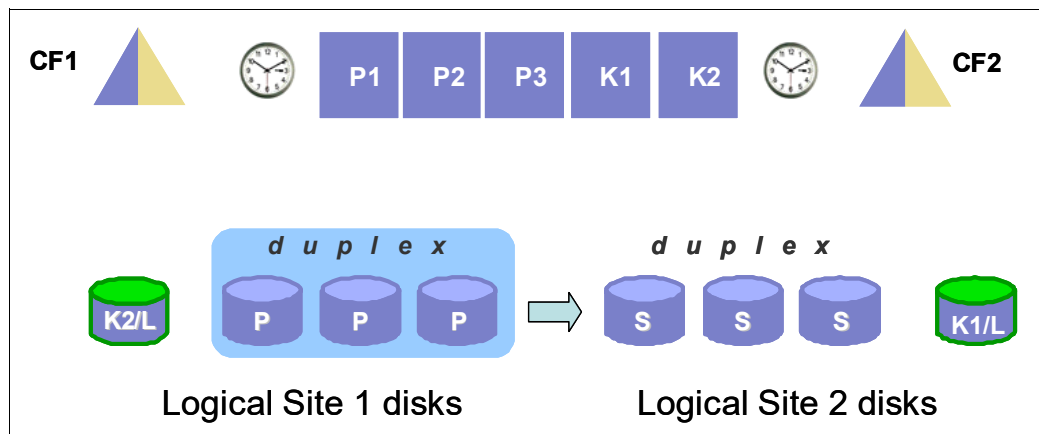 CF1
P1 P2 P3 K1 K2
CF2
d u p l e x
d u p l e x
K2/L
P P P
S S S
K1/L
Logical Site 1 disks
Logical Site 2 disks